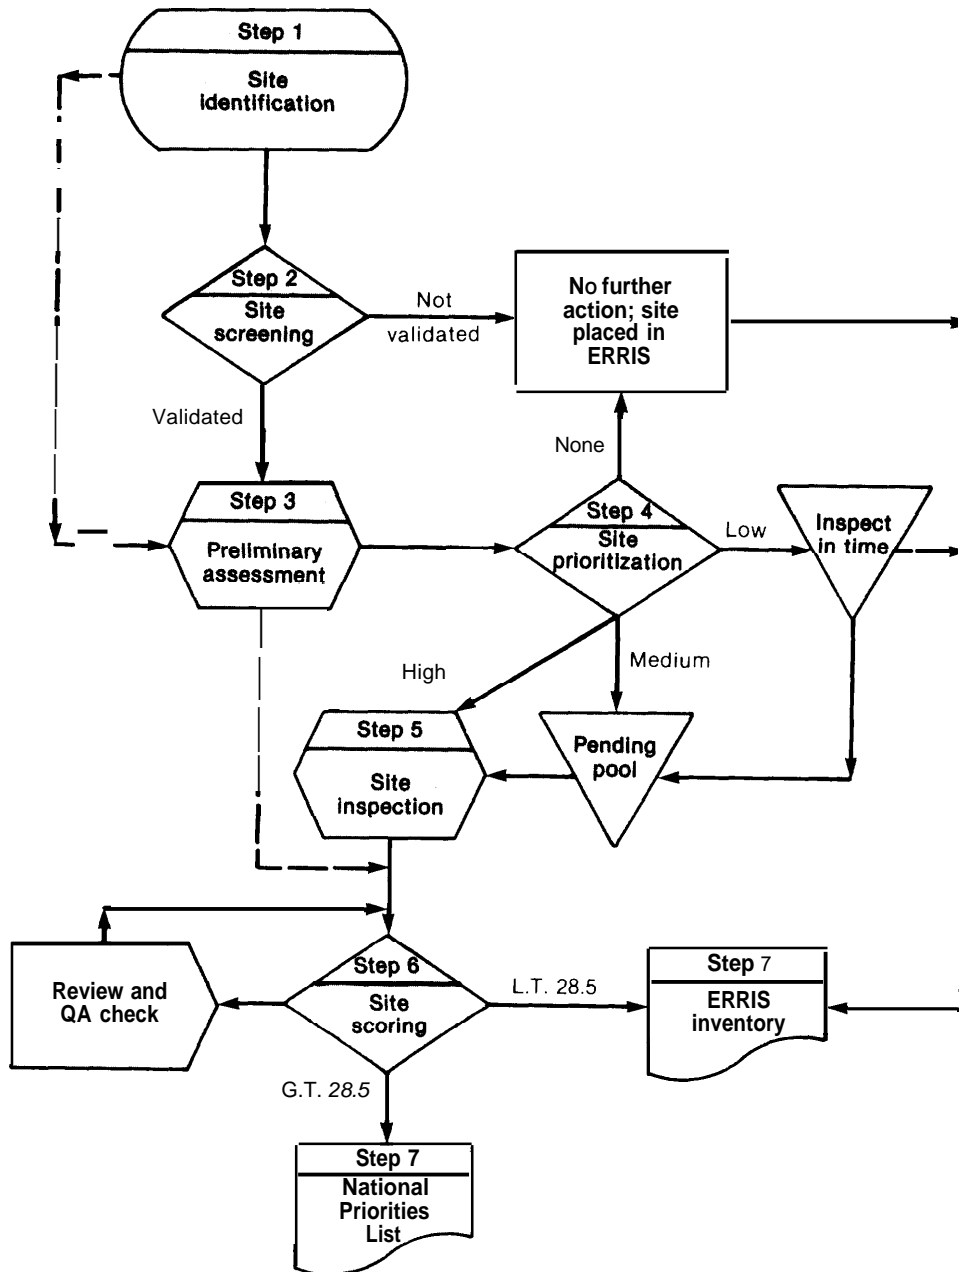 Step 1
Site
identification
Step 2
Site
screening
Not
validated
No further
action; site
placed in
ERRIS
Validated
None
Step 3
Preliminary
assessment
Step 4
Site
prioritization
Low
Inspect
in time
High
Medium
Step 5
Site
inspection
Pending
pool
Review and
QA check
Step 6
Site
scoring
L.T. 28.5
Step 7
ERRIS
inventory
G.T. 28.5
Step 7
National
Priorities
List